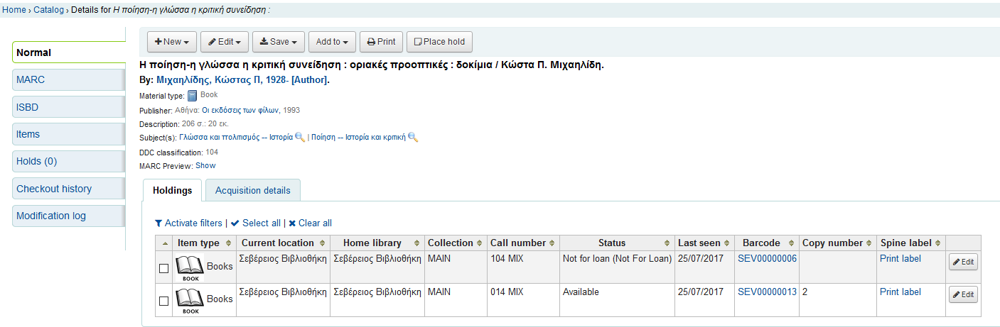 Home › Catalog › Details for Η ποίηση-η γλώσσα η κριτική συνείδηση :
Normal
MARC
ISBD
Items
Holds (0)
Checkout history
Modification log
New Edit Save Add to Print Place hold
Η ποίηση-η γλώσσα η κριτική συνείδηση : οριακές προοπτικές : δοκίμια / Κώστα Π. Μιχαηλίδη.
By: Μιχαηλίδης, Κώστας Π, 1928- [Author].
Material type: Book
Publisher: Αθήνα: Οι εκδόσεις των φίλων, 1993
Description: 206 σ.: 20 εκ.
Subject(s): Γλώσσα και πολιτισμός -- Ιστορία | Ποίηση -- Ιστορία και κριτική
DDC classification: 104
MARC Preview: Show
Holdings Acquisition details
Activate filters | Select all | Clear all
Item type Current location Home library Collection Call number Status Last seen Barcode Copy number Spine label
BOOK Books Σεβέρειος Βιβλιοθήκη Σεβέρειος Βιβλιοθήκη MAIN 104 ΜΙΧ Not for loan (Not For Loan) 25/07/2017 SEV00000006 Print label Edit
BOOK Books Σεβέρειος Βιβλιοθήκη Σεβέρειος Βιβλιοθήκη MAIN 014 ΜΙΧ Available 25/07/2017 SEV00000013 2 Print label Edit